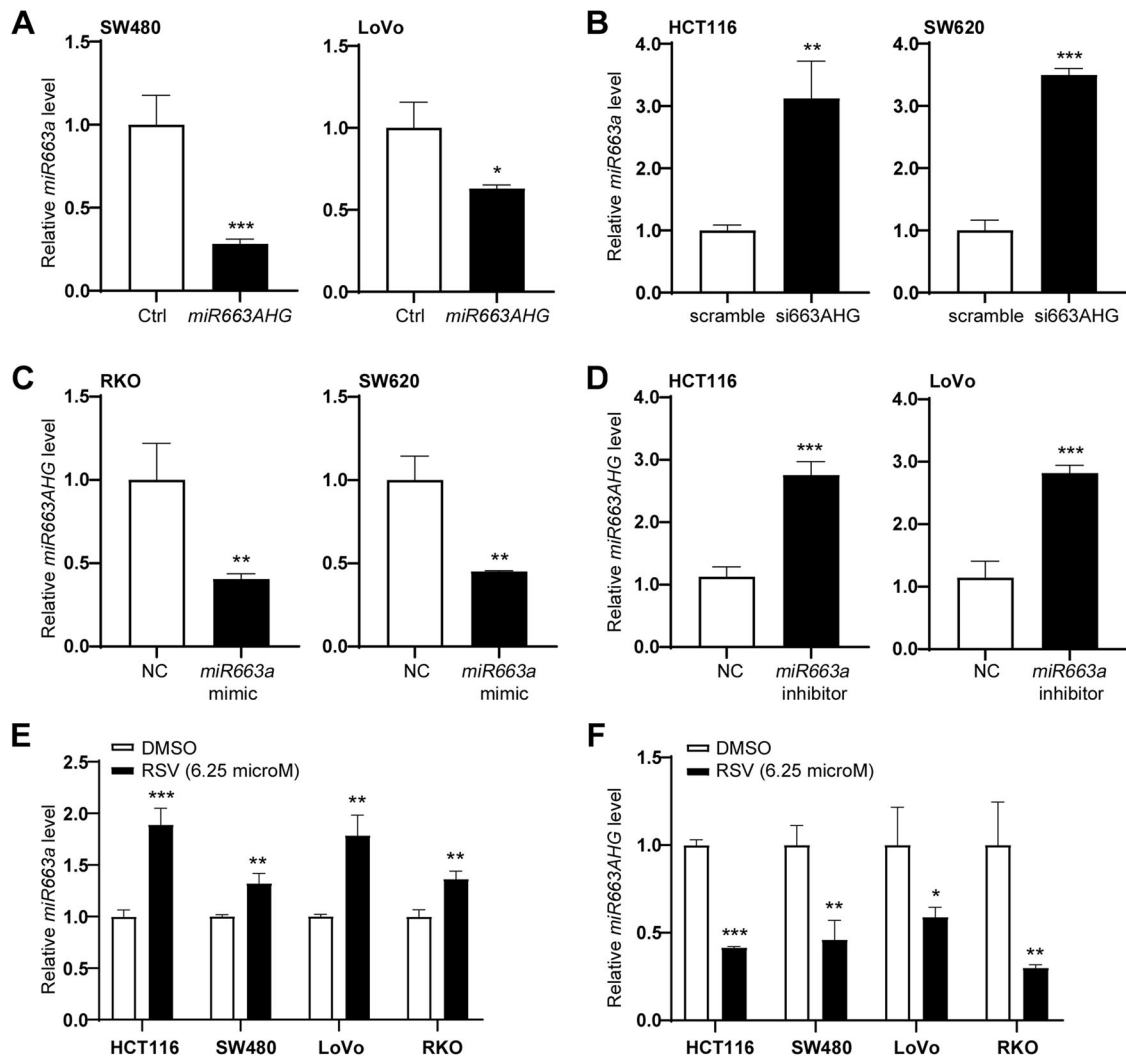 A
SW480
Relative miR663a level
1.5
1.0
0.5
0.0
***
Ctrl
miR663AHG
LoVo
1.5
1.0
0.5
0.0
*
Ctrl
miR663AHG
B
HCT116
Relative miR663a level
4.0
3.0
2.0
1.0
0.0
**
scramble
si663AHG
SW620
4.0
3.0
2.0
1.0
0.0
***
scramble
si663AHG
C
RKO
Relative miR663AHG level
1.5
1.0
0.5
0.0
**
NC
miR663a
mimic
SW620
1.5
1.0
0.5
0.0
**
NC
miR663a
mimic
D
HCT116
Relative miR663AHG level
4.0
3.0
2.0
1.0
0.0
***
NC
miR663a
inhibitor
LoVo
4.0
3.0
2.0
1.0
0.0
***
NC
miR663a
inhibitor
E
DMSO
RSV (6.25 microM)
Relative miR663a level
2.5
2.0
1.5
1.0
0.5
0.0
***
**
**
**
HCT116
SW480
LoVo
RKO
F
DMSO
RSV (6.25 microM)
Relative miR663AHG level
1.5
1.0
0.5
0.0
***
**
*
**
HCT116
SW480
LoVo
RKO